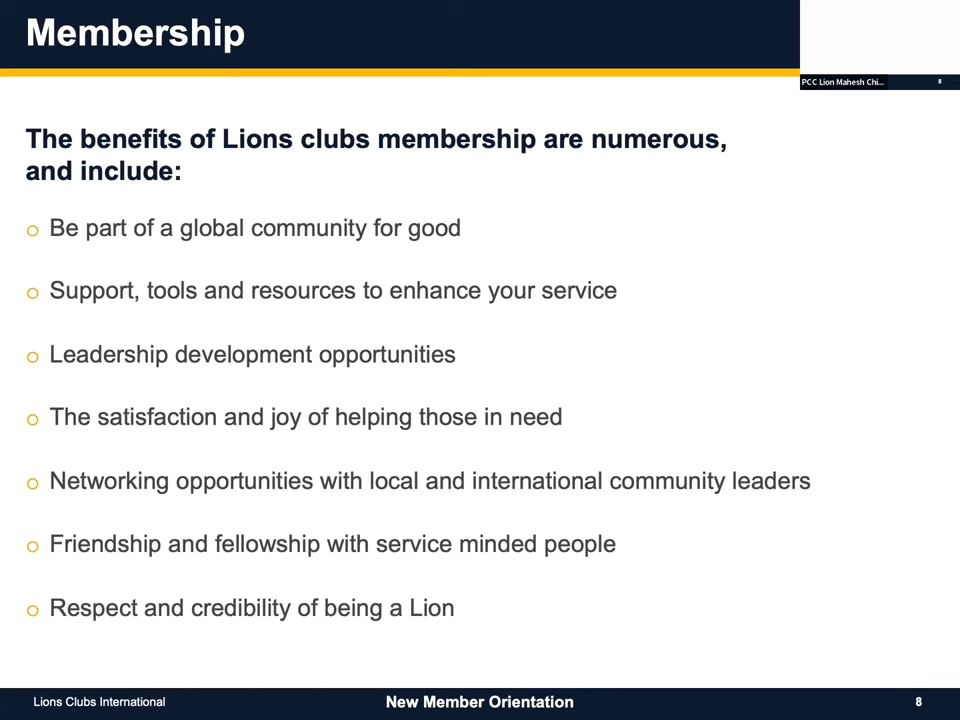 Membership
PCC Lion Mahesh Chi...
8
The benefits of Lions clubs membership are numerous,
and include:
Be part of a global community for good
Support, tools and resources to enhance your service
Leadership development opportunities
The satisfaction and joy of helping those in need
Networking opportunities with local and international community leaders
Friendship and fellowship with service minded people
Respect and credibility of being a Lion
Lions Clubs International
New Member Orientation
8